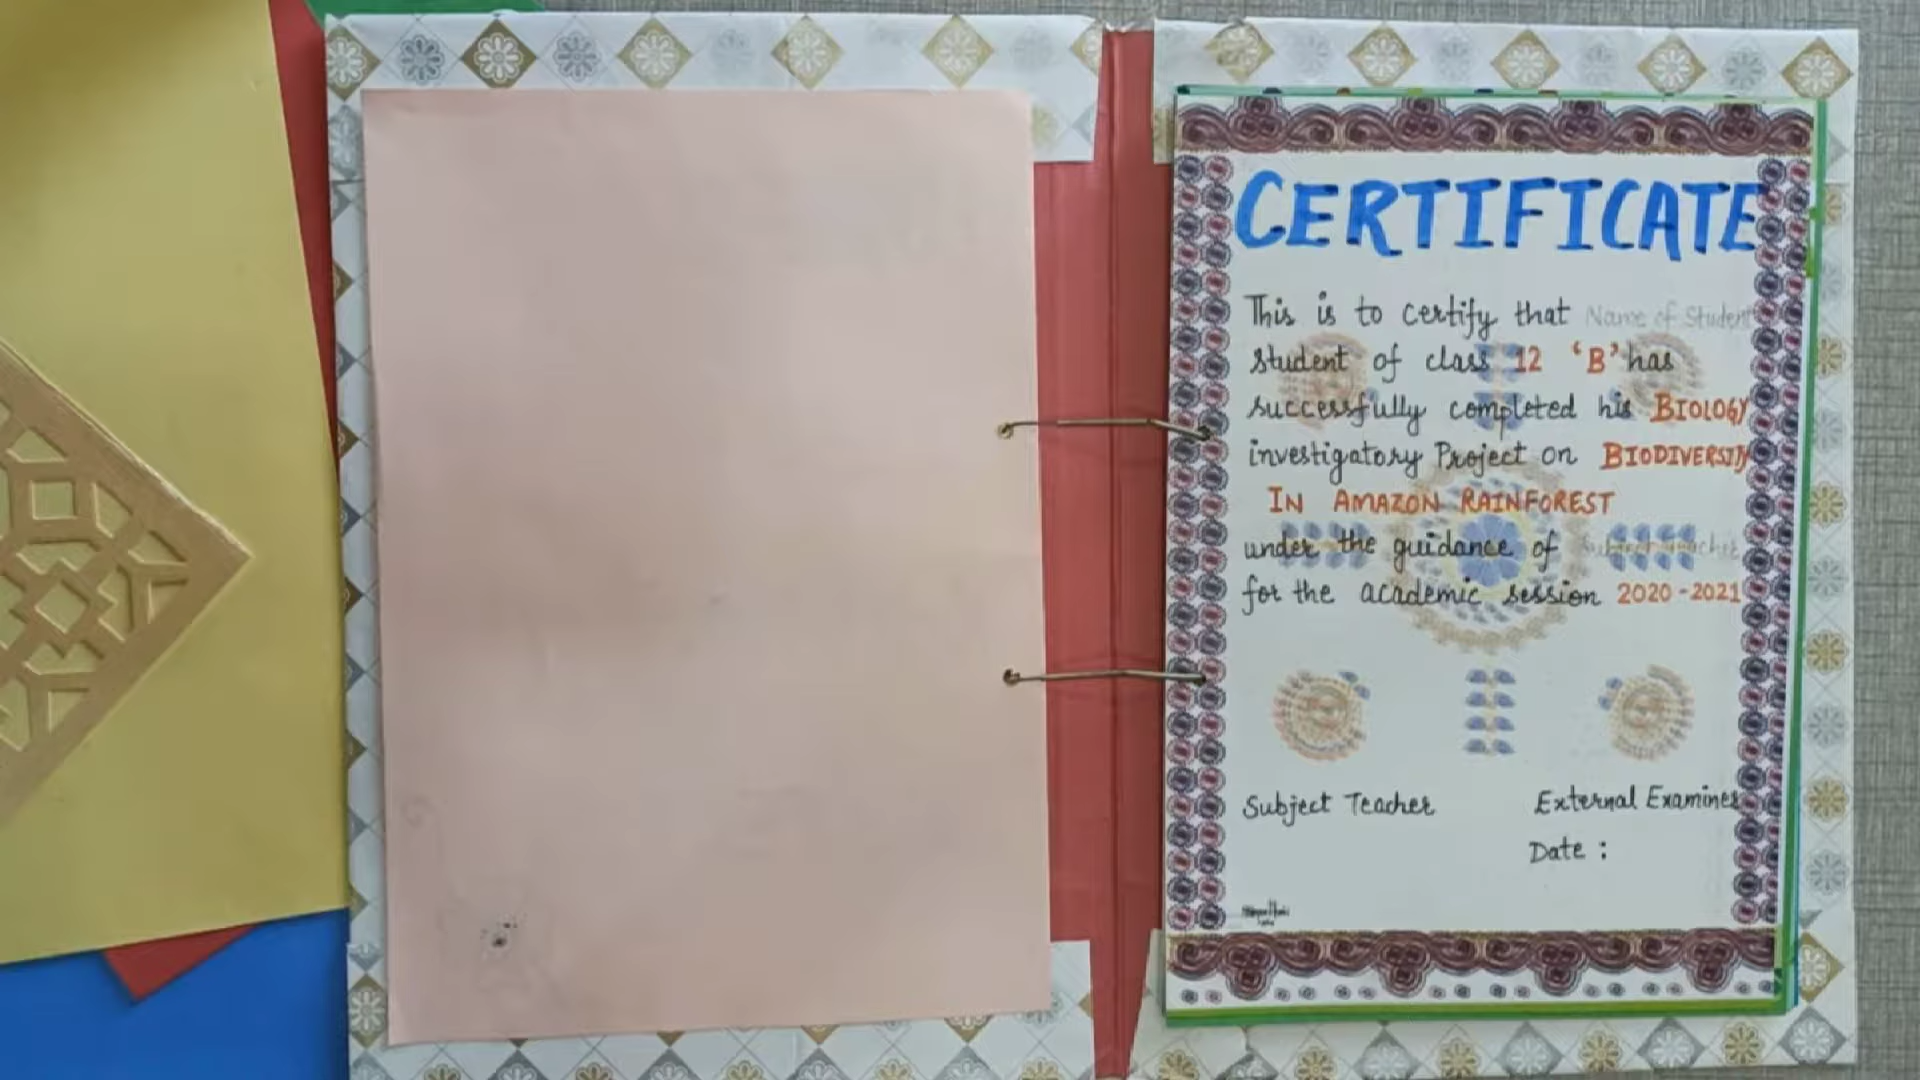 CERTIFICATE
This is to certify that Name of Student
student of class 12 'B' has
successfully completed his BIOLOGY
investigatory Project on BIODIVERSITY
IN AMAZON RAINFOREST
under the guidance of Subject Teacher
for the academic session 2020-2021
Subject Teacher External Examiner
Date :